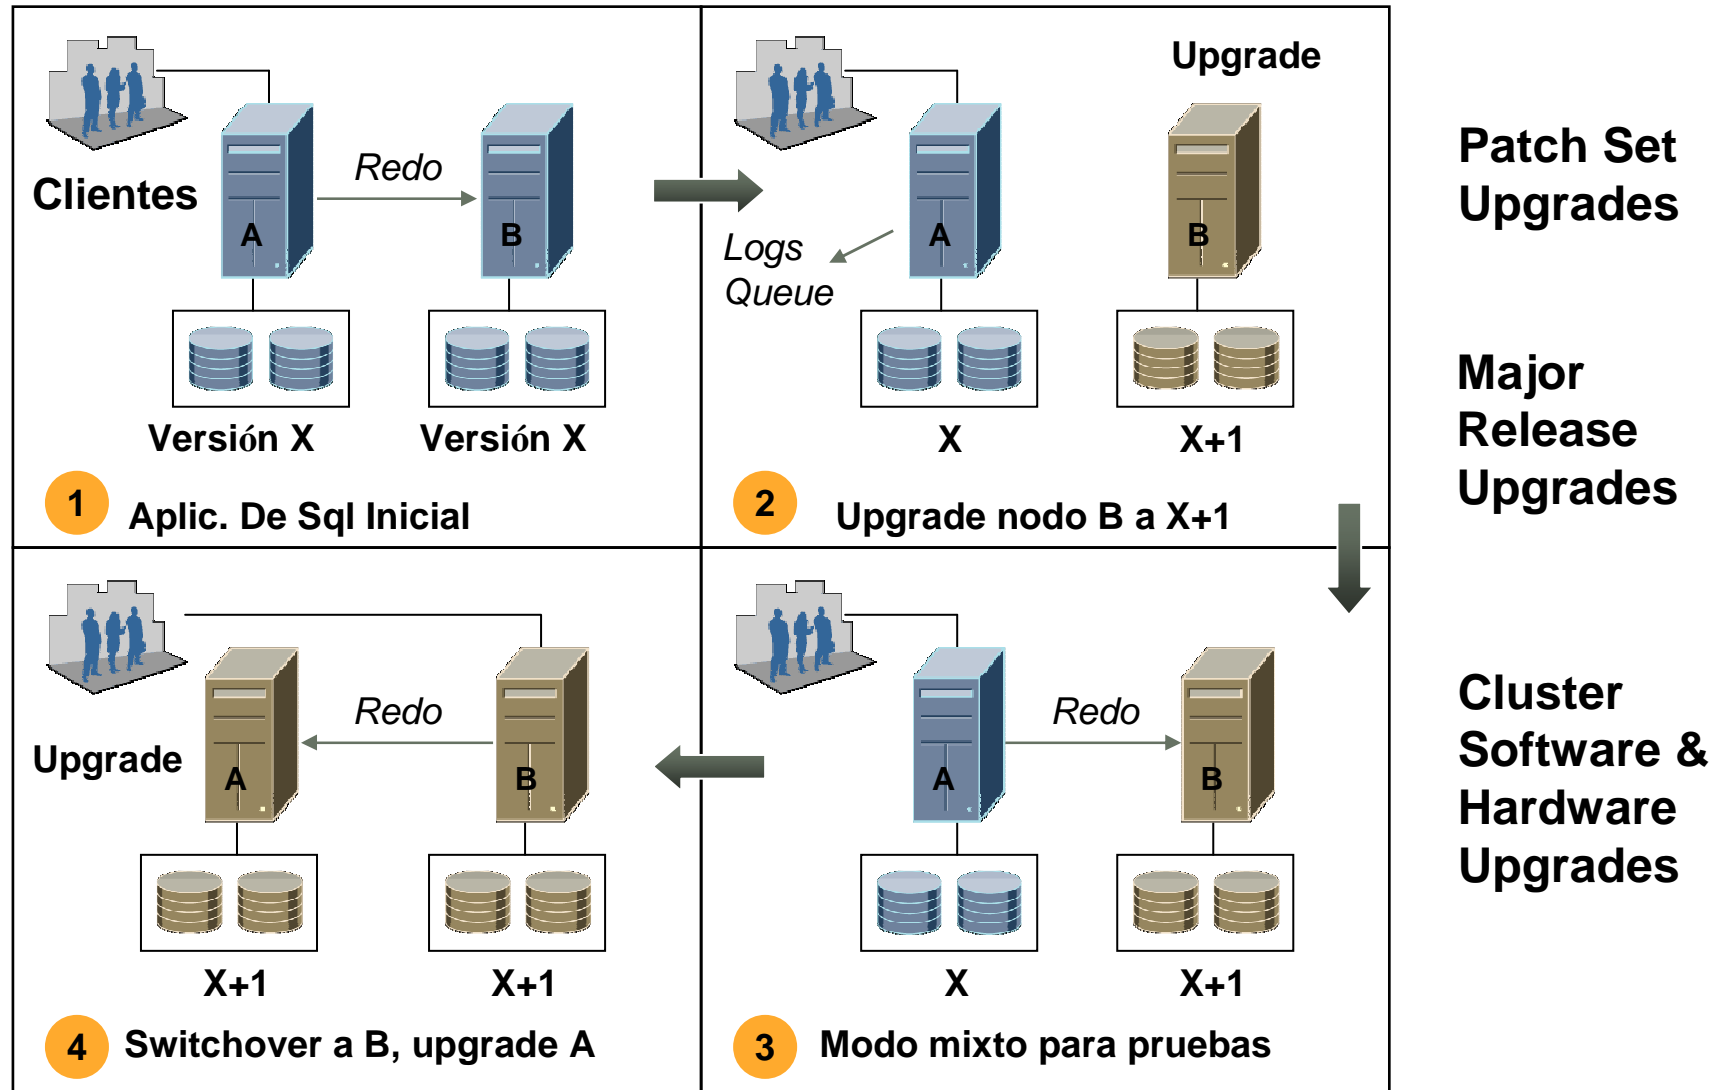 Clientes
Redo
A
B
Versión X
Versión X
1
Aplic. De Sql Inicial
Upgrade
Logs
Queue
A
B
X
X+1
2
Upgrade nodo B a X+1
Redo
Upgrade
A
B
X+1
X+1
4
Switchover a B, upgrade A
Redo
A
B
X
X+1
3
Modo mixto para pruebas
Patch Set
Upgrades
Major
Release
Upgrades
Cluster
Software &
Hardware
Upgrades